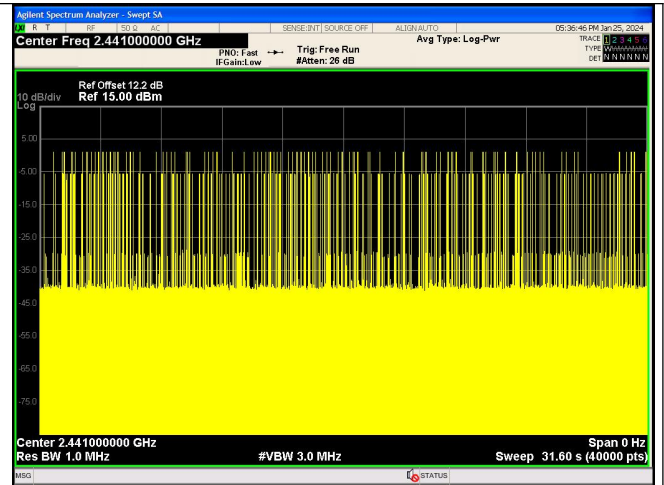 Agilent Spectrum Analyzer - Swept SA
LXI R T RF 50 Ω AC SENSE:INT SOURCE OFF ALIGN AUTO 05:36:46 PM Jan 25, 2024
Center Freq 2.441000000 GHz Avg Type: Log-Pwr TRACE 1 2 3 4 5 6
PNO: Fast Trig: Free Run TYPE W
IFGain:Low #Atten: 26 dB DET N N N N N N
Ref Offset 12.2 dB
10 dB/div Ref 15.00 dBm
Log
5.00
-5.00
-15.0
-25.0
-35.0
-45.0
-55.0
-65.0
-75.0
Center 2.441000000 GHz Span 0 Hz
Res BW 1.0 MHz #VBW 3.0 MHz Sweep 31.60 s (40000 pts)
MSG STATUS